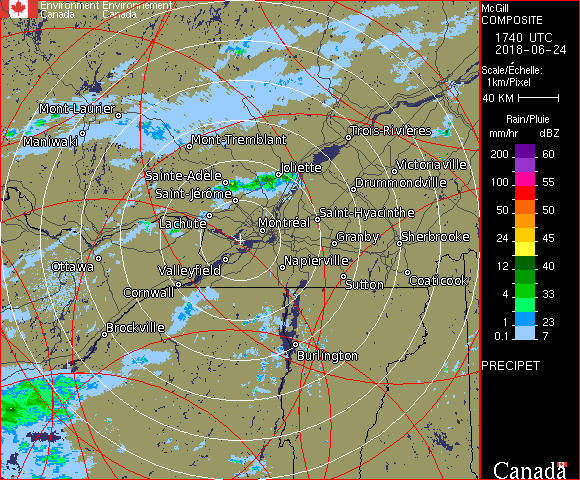 Environment Environnement
Canada Canada
Mont-Laurier
Maniwaki
Mont-Tremblant
Trois-Rivières
Sainte-Adèle
Joliette
Victoriaville
Saint-Jérôme
Drummondville
Lachute
Saint-Hyacinthe
Montréal
Granby
Sherbrooke
Ottawa
Valleyfield
Napierville
Cornwall
Sutton
Coaticook
Brockville
Burlington
McGill
COMPOSITE
1740 UTC
2018-06-24
Scale/Échelle:
1km/Pixel
40 KM
Rain/Pluie
mm/hr dBZ
200 60
150 57
100 55
50 50
24 45
12 40
4 33
1 23
0.1 7
PRECIPET
Canada